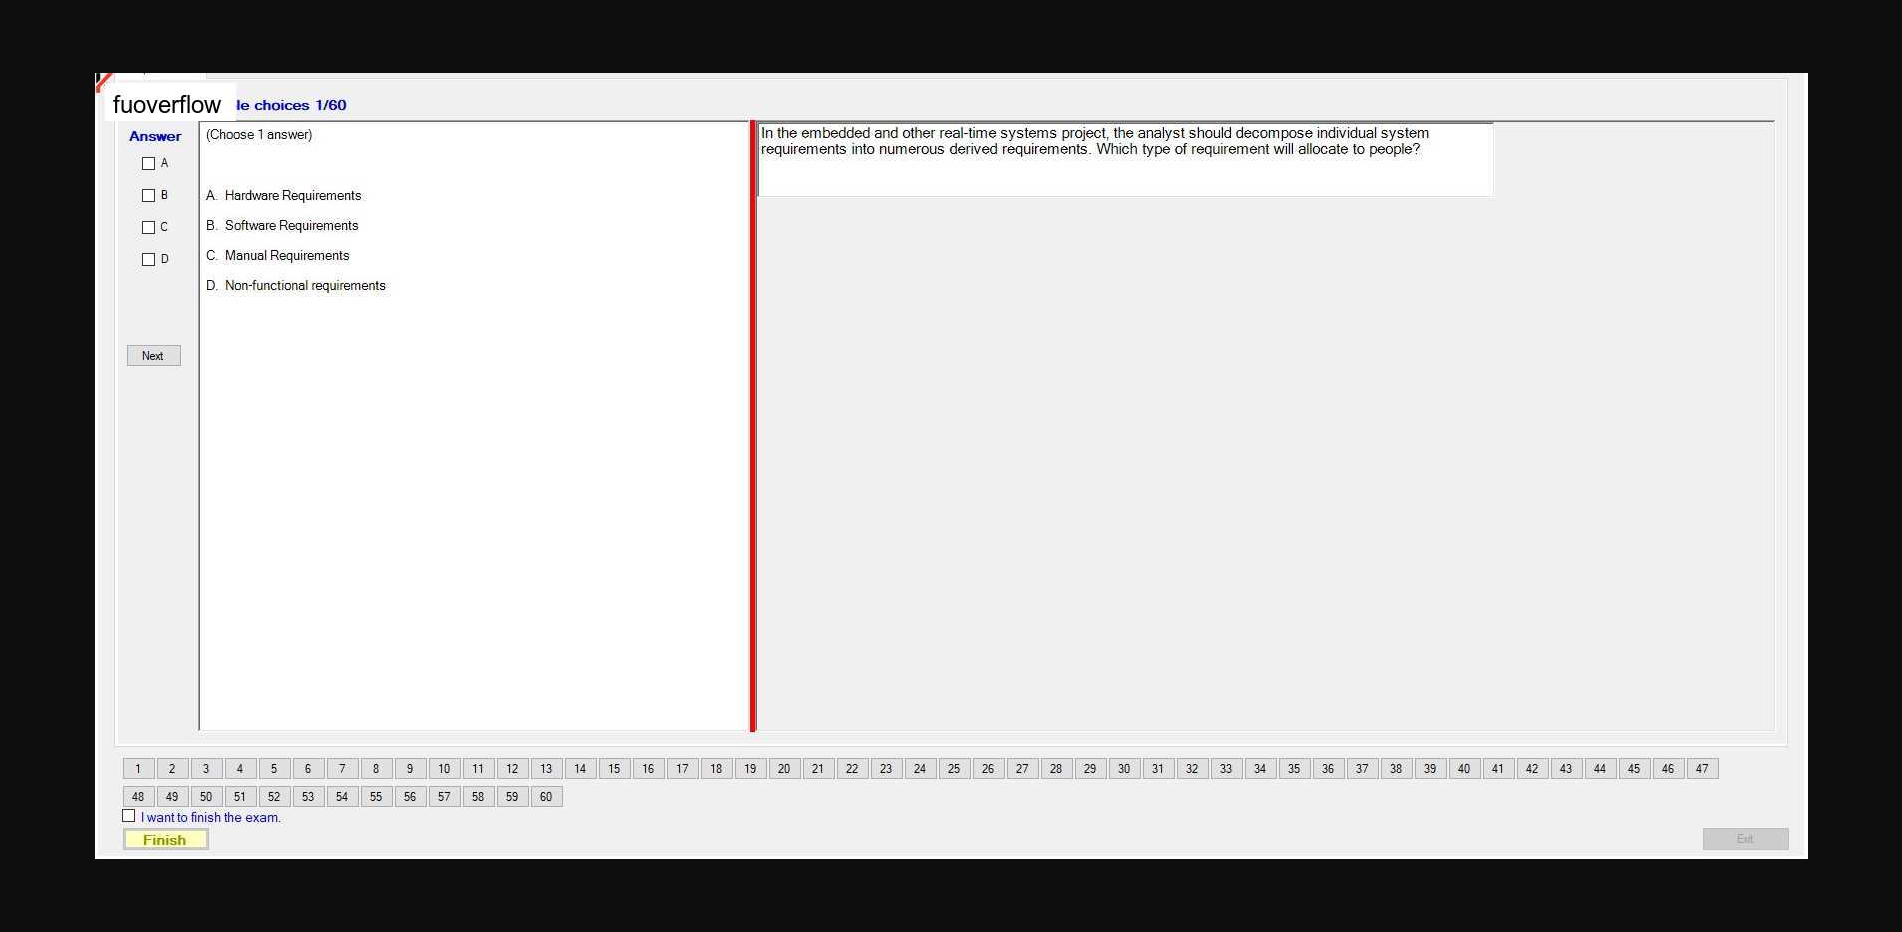 fuoverflow
le choices 1/60
Answer
(Choose 1 answer)
In the embedded and other real-time systems project, the analyst should decompose individual system
requirements into numerous derived requirements. Which type of requirement will allocate to people?
A
B
C
D
A. Hardware Requirements
B. Software Requirements
C. Manual Requirements
D. Non-functional requirements
Next
1 2 3 4 5 6 7 8 9 10 11 12 13 14 15 16 17 18 19 20 21 22 23 24 25 26 27 28 29 30 31 32 33 34 35 36 37 38 39 40 41 42 43 44 45 46 47
48 49 50 51 52 53 54 55 56 57 58 59 60
I want to finish the exam.
Finish
Exit